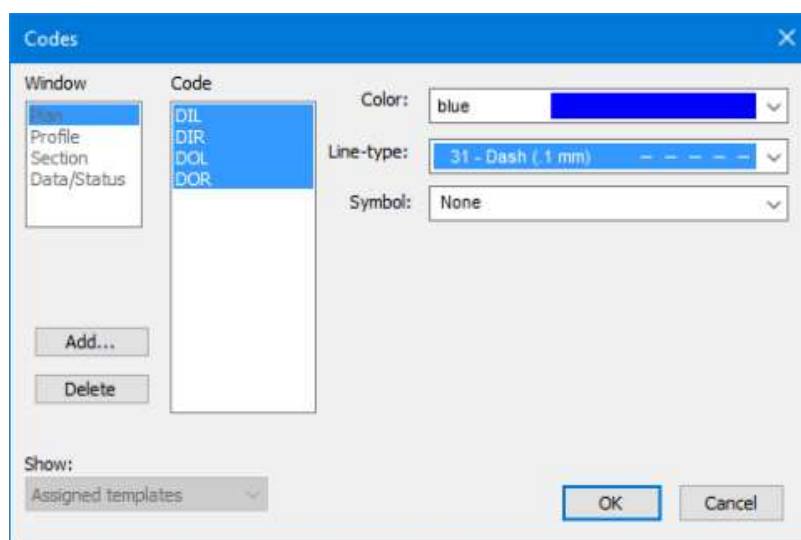 Codes
Window
Plan
Profile
Section
Data/Status
Code
DIL
DIR
DOL
DOR
Color:
blue
Line-type:
31 - Dash (.1 mm)
Symbol:
None
Add...
Delete
Show:
Assigned templates
OK
Cancel